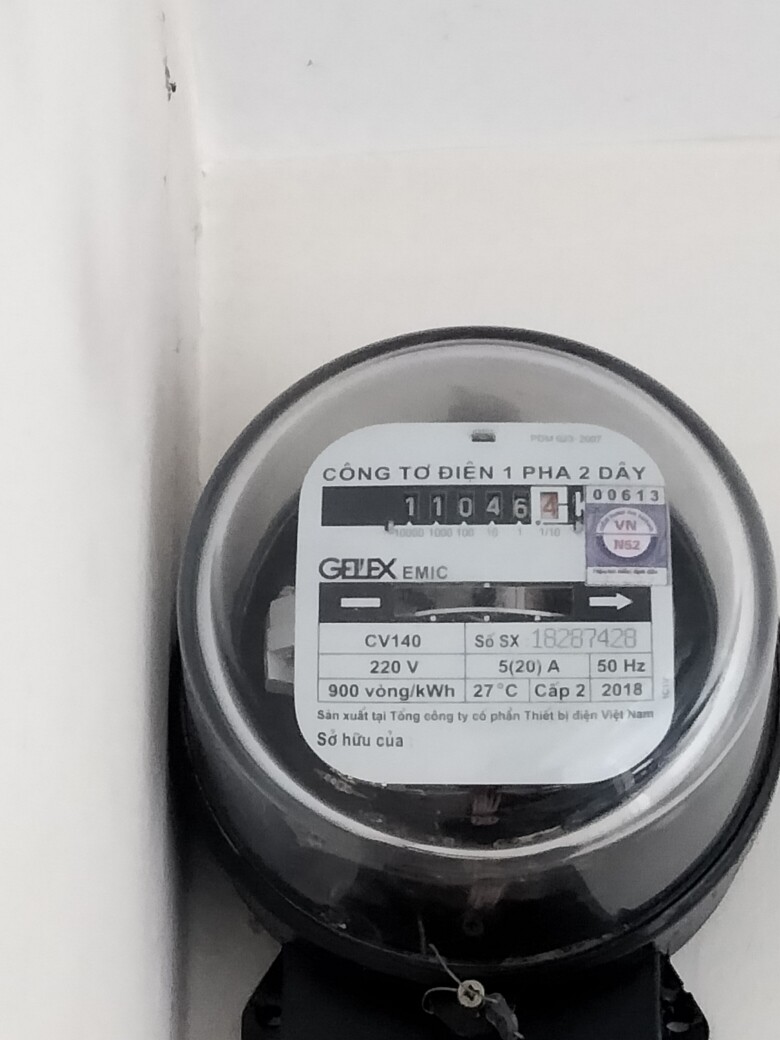 PDM 023-2007
CÔNG TƠ ĐIỆN 1 PHA 2 DÂY
1 1 0 4 6 4
00613
10000 1000 100 10 1 1/10
VN
N52
GELEX EMIC
CV140 Số SX 18287428
220 V 5(20) A 50 Hz
900 vòng/kWh 27°C Cấp 2 2018
Sản xuất tại Tổng công ty cổ phần Thiết bị điện Việt Nam
Sở hữu của